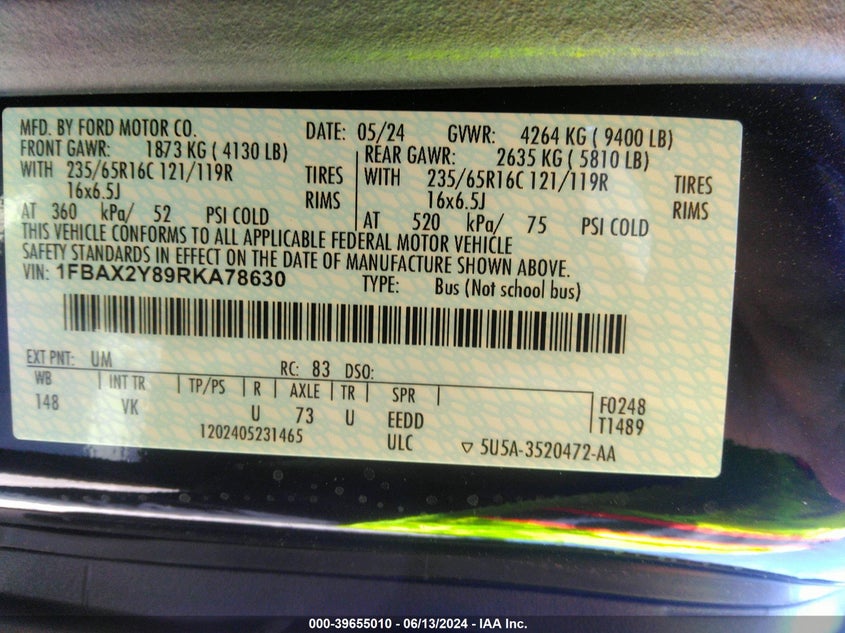 MFD. BY FORD MOTOR CO. DATE: 05/24 GVWR: 4264 KG ( 9400 LB)
FRONT GAWR: 1873 KG ( 4130 LB) REAR GAWR: 2635 KG ( 5810 LB)
WITH 235/65R16C 121/119R TIRES WITH 235/65R16C 121/119R TIRES
16x6.5J RIMS 16x6.5J RIMS
AT 360 kPa/ 52 PSI COLD AT 520 kPa/ 75 PSI COLD
THIS VEHICLE CONFORMS TO ALL APPLICABLE FEDERAL MOTOR VEHICLE
SAFETY STANDARDS IN EFFECT ON THE DATE OF MANUFACTURE SHOWN ABOVE.
VIN: 1FBAX2Y89RKA78630 TYPE: Bus (Not school bus)
EXT PNT: UM RC: 83 DSO:
WB INT TR TP/PS R AXLE TR SPR
148 VK U 73 U EEDD F0248
1202405231465 ULC T1489
5U5A-3520472-AA
000-39655010 - 06/13/2024 - IAA Inc.